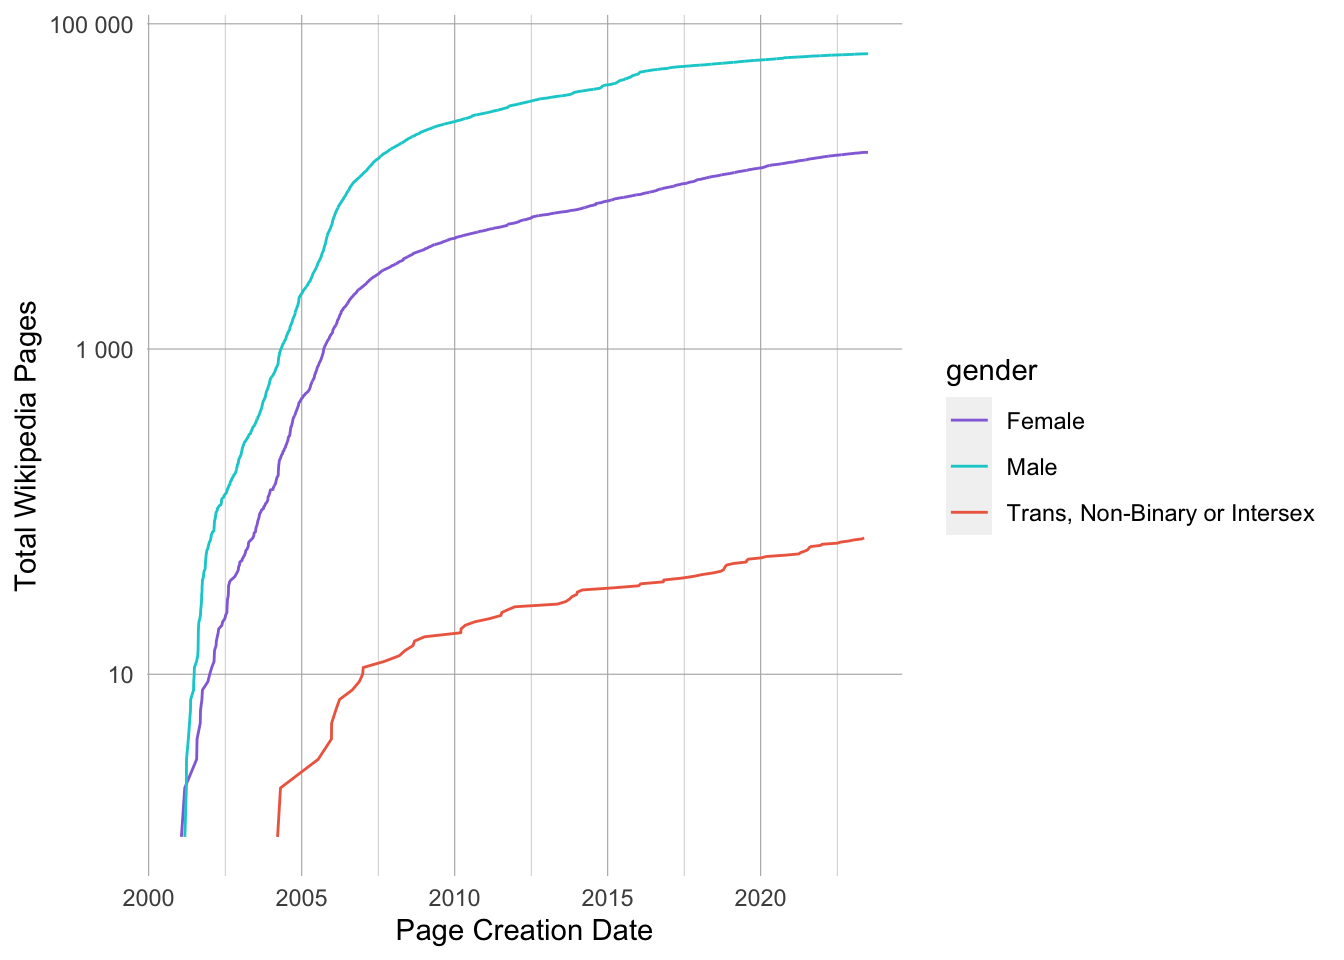 100 000
1 000
10
Total Wikipedia Pages
2000 2005 2010 2015 2020
Page Creation Date
gender
Female
Male
Trans, Non-Binary or Intersex